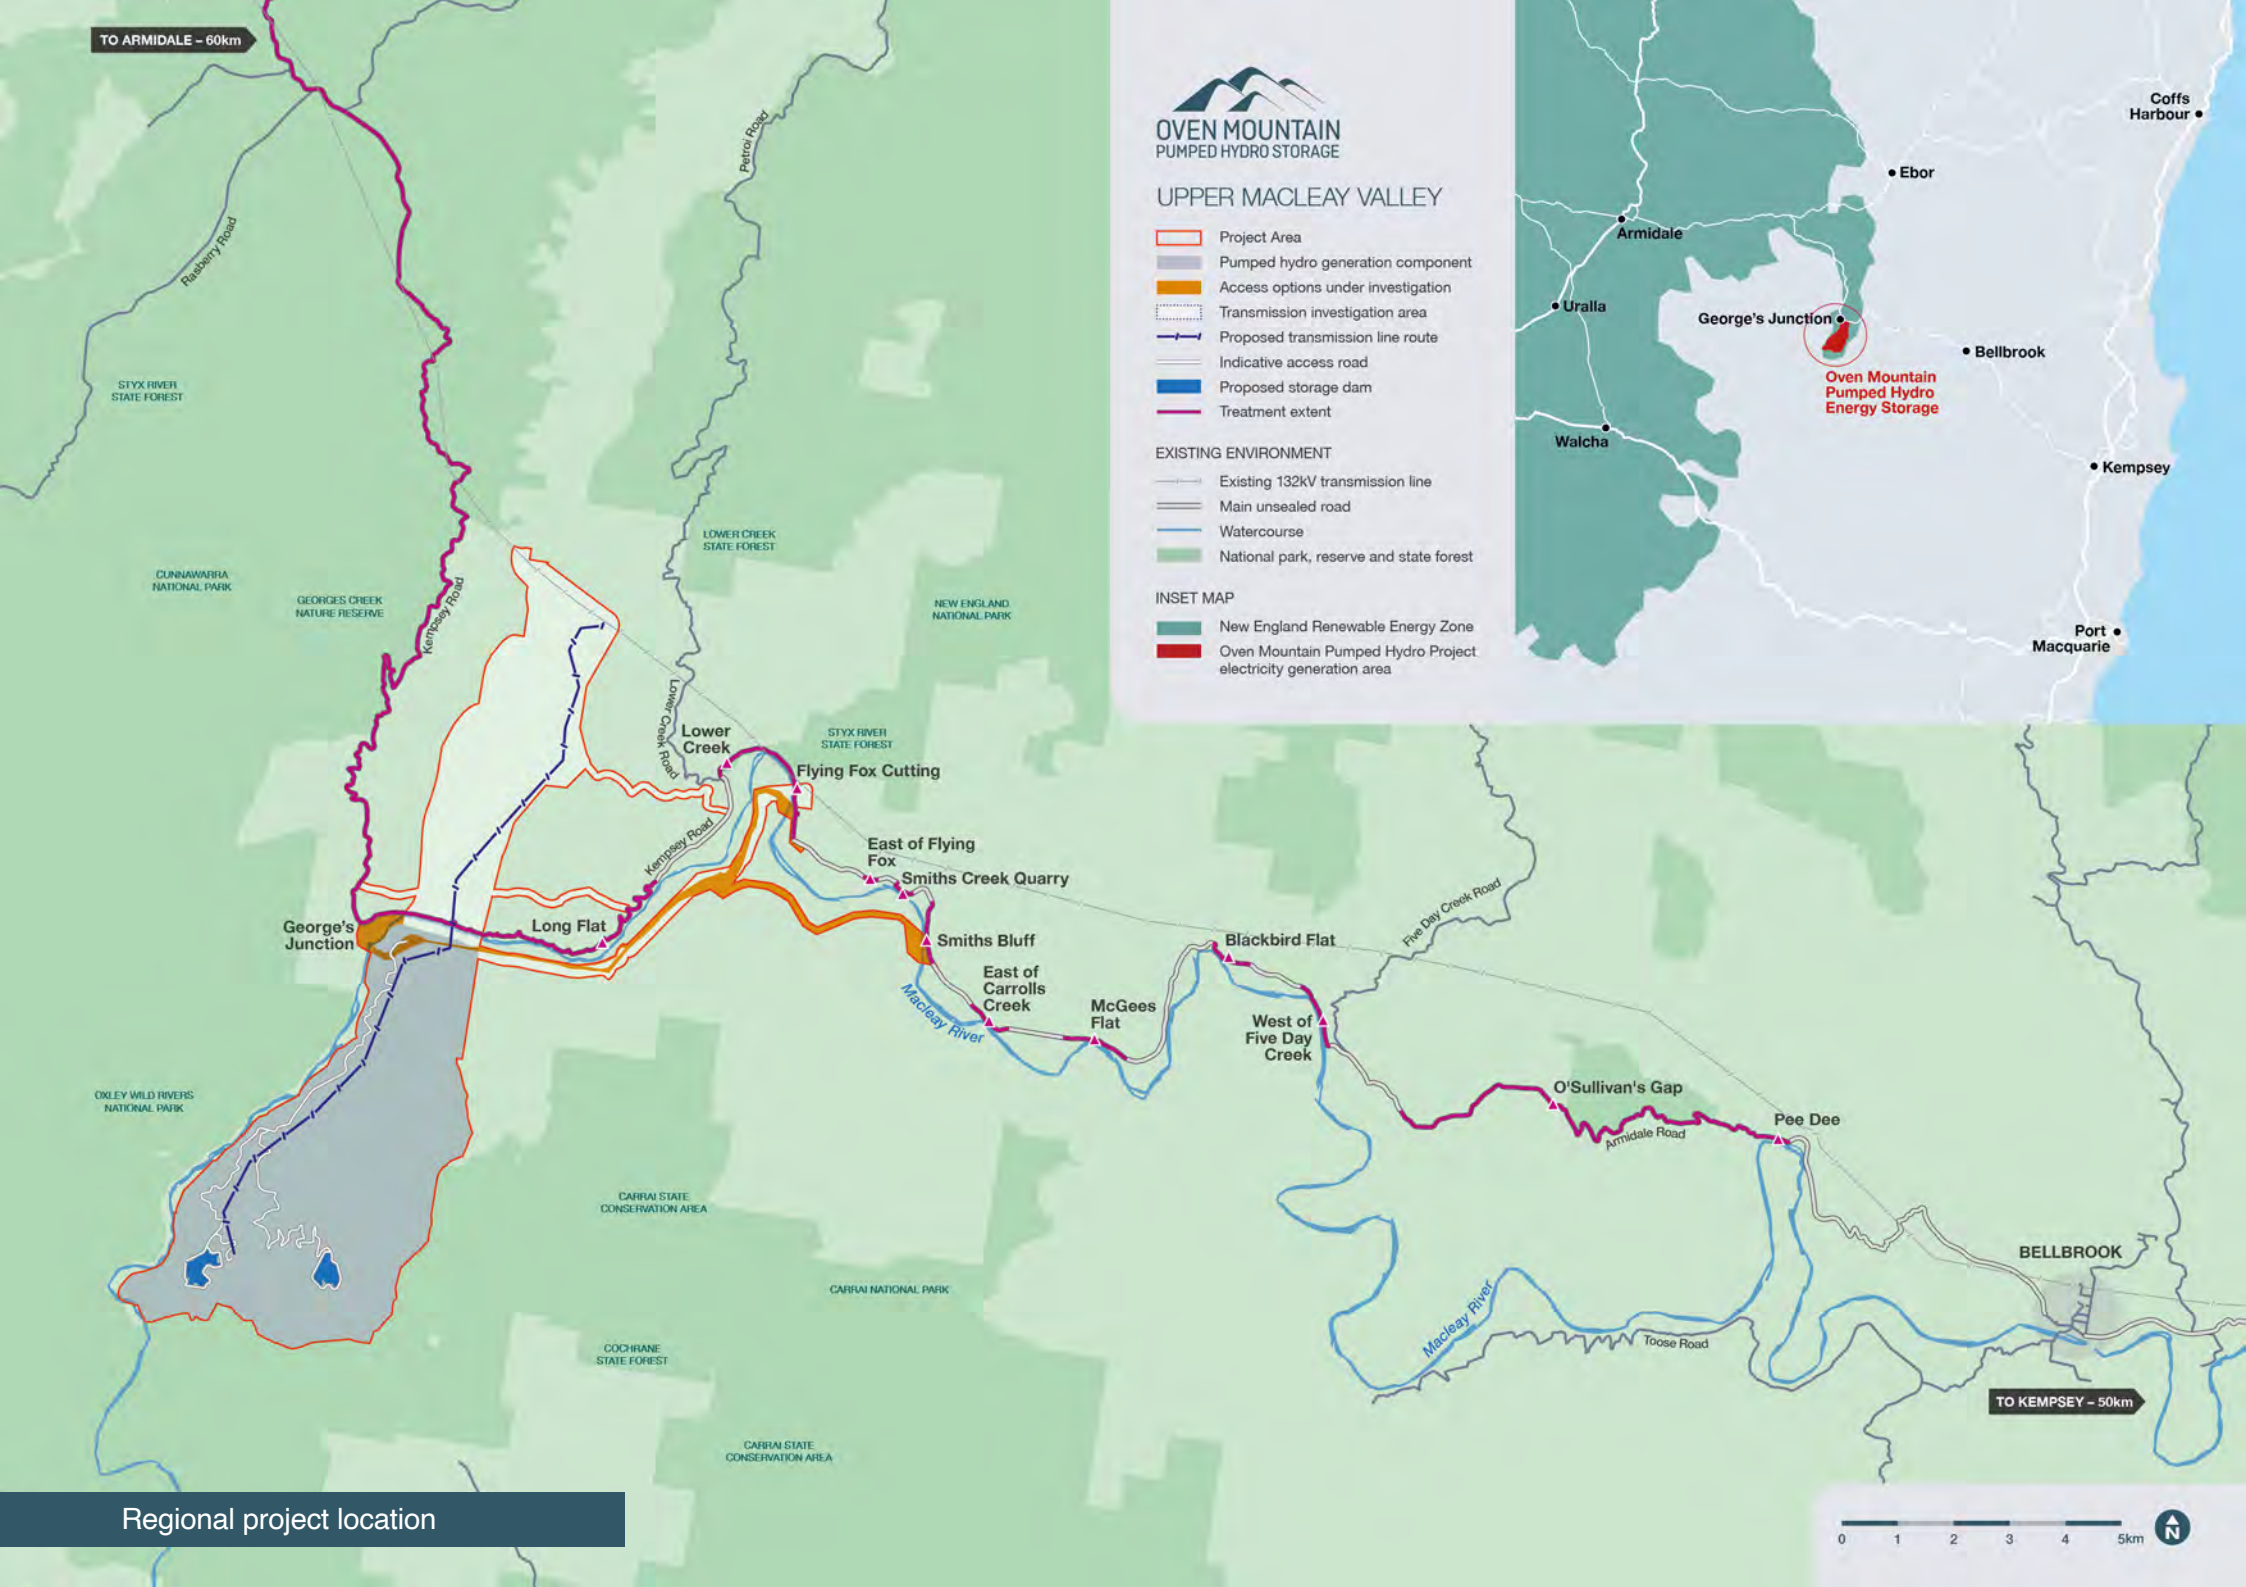 TO ARMIDALE – 60km
Rasberry Road
Petroi Road
STYX RIVER
STATE FOREST
CUNNAWARRA
NATIONAL PARK
GEORGES CREEK
NATURE RESERVE
Kempsey Road
LOWER CREEK
STATE FOREST
NEW ENGLAND
NATIONAL PARK
Lower Creek Road
Lower
Creek
STYX RIVER
STATE FOREST
Flying Fox Cutting
Kempsey Road
East of Flying
Fox
Smiths Creek Quarry
George's
Junction
Long Flat
Smiths Bluff
East of
Carrolls
Creek
Macleay River
McGees
Flat
Blackbird Flat
Five Day Creek Road
West of
Five Day
Creek
O'Sullivan's Gap
Armidale Road
Pee Dee
OXLEY WILD RIVERS
NATIONAL PARK
CARRAI STATE
CONSERVATION AREA
CARRAI NATIONAL PARK
COCHRANE
STATE FOREST
CARRAI STATE
CONSERVATION AREA
Macleay River
Toose Road
BELLBROOK
TO KEMPSEY – 50km
OVEN MOUNTAIN
PUMPED HYDRO STORAGE
UPPER MACLEAY VALLEY
Project Area
Pumped hydro generation component
Access options under investigation
Transmission investigation area
Proposed transmission line route
Indicative access road
Proposed storage dam
Treatment extent
EXISTING ENVIRONMENT
Existing 132kV transmission line
Main unsealed road
Watercourse
National park, reserve and state forest
INSET MAP
New England Renewable Energy Zone
Oven Mountain Pumped Hydro Project
electricity generation area
Coffs
Harbour
Ebor
Armidale
Uralla
George's Junction
Bellbrook
Oven Mountain
Pumped Hydro
Energy Storage
Walcha
Kempsey
Port
Macquarie
Regional project location
0 1 2 3 4 5km
N